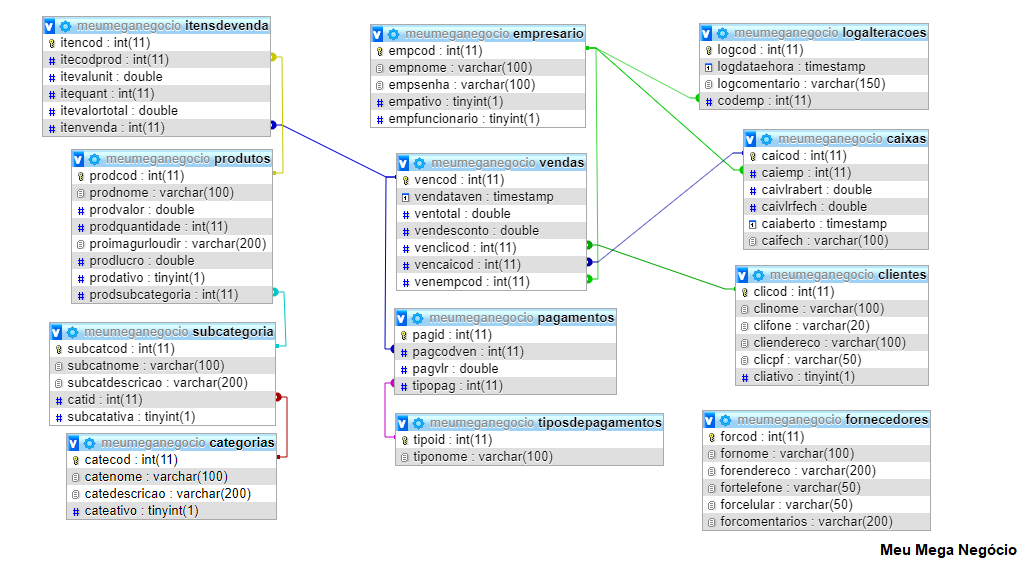 meumeganegocio itensdevenda
itencod : int(11)
itecodprod : int(11)
itevalunit : double
itequant : int(11)
itevalortotal : double
itenvenda : int(11)
meumeganegocio produtos
prodcod : int(11)
prodnome : varchar(100)
prodvalor : double
prodquantidade : int(11)
proimagurloudir : varchar(200)
prodlucro : double
prodativo : tinyint(1)
prodsubcategoria : int(11)
meumeganegocio subcategoria
subcatcod : int(11)
subcatnome : varchar(100)
subcatdescricao : varchar(200)
catid : int(11)
subcatativa : tinyint(1)
meumeganegocio categorias
catecod : int(11)
catenome : varchar(100)
catedescricao : varchar(200)
cateativo : tinyint(1)
meumeganegocio empresario
empcod : int(11)
empnome : varchar(100)
empsenha : varchar(100)
empativo : tinyint(1)
empfuncionario : tinyint(1)
meumeganegocio vendas
vencod : int(11)
vendataven : timestamp
ventotal : double
vendesconto : double
venclicod : int(11)
vencaicod : int(11)
venempcod : int(11)
meumeganegocio pagamentos
pagid : int(11)
pagcodven : int(11)
pagvlr : double
tipopag : int(11)
meumeganegocio tiposdepagamentos
tipoid : int(11)
tiponome : varchar(100)
meumeganegocio logalteracoes
logcod : int(11)
logdataehora : timestamp
logcomentario : varchar(150)
codemp : int(11)
meumeganegocio caixas
caicod : int(11)
caiemp : int(11)
caivlrabert : double
caivlrfech : double
caiaberto : timestamp
caifech : varchar(100)
meumeganegocio clientes
clicod : int(11)
clinome : varchar(100)
clifone : varchar(20)
cliendereco : varchar(100)
clicpf : varchar(50)
cliativo : tinyint(1)
meumeganegocio fornecedores
forcod : int(11)
fornome : varchar(100)
forendereco : varchar(200)
fortelefone : varchar(50)
forcelular : varchar(50)
forcomentarios : varchar(200)
Meu Mega Negócio